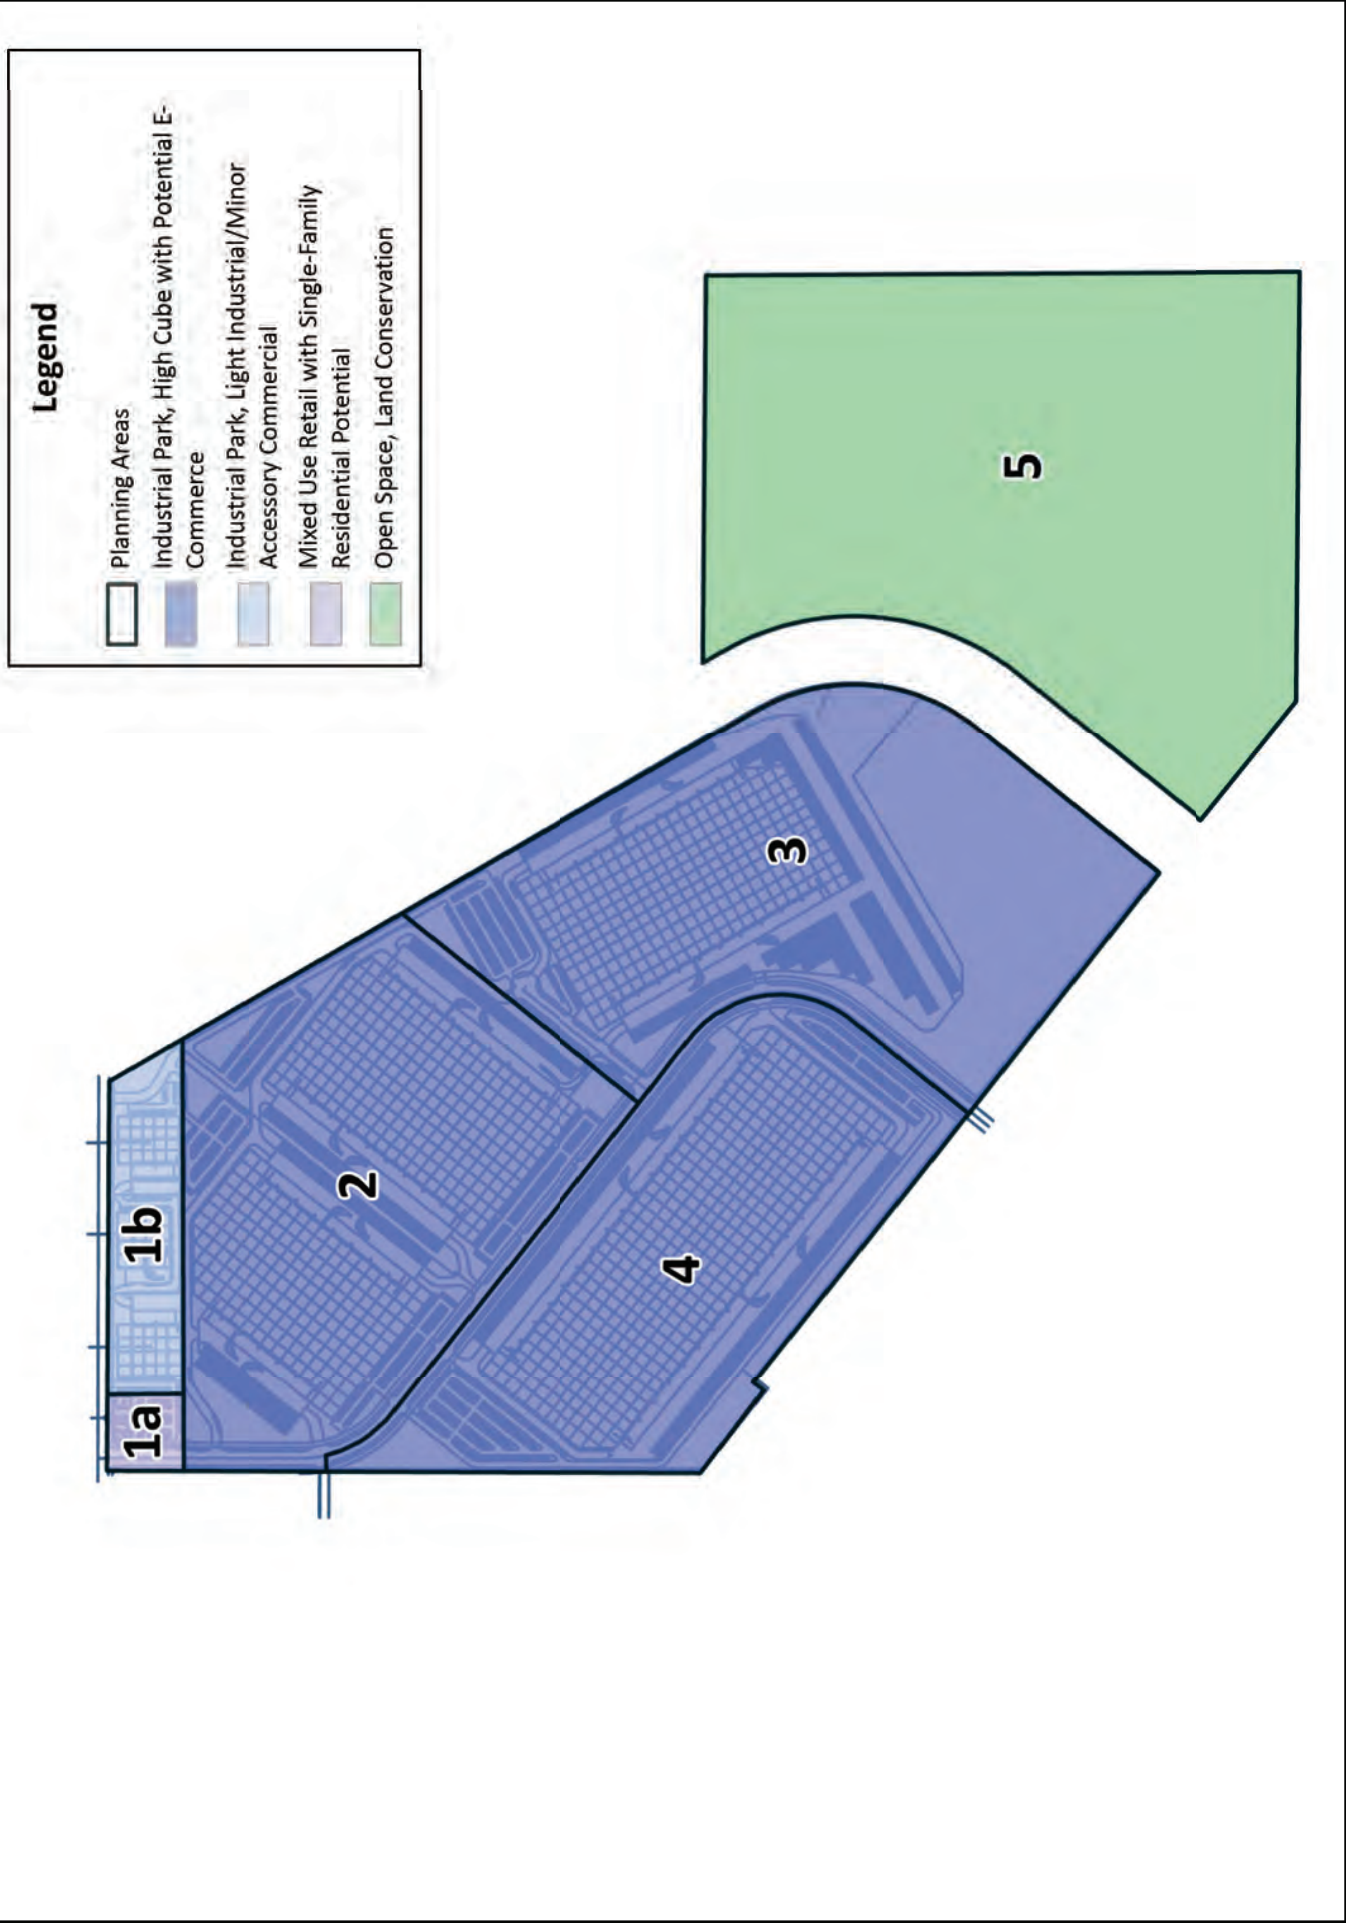 Legend
Planning Areas
Industrial Park, High Cube with Potential E-
Commerce
Industrial Park, Light Industrial/Minor
Accessory Commercial
Mixed Use Retail with Single-Family
Residential Potential
Open Space, Land Conservation
1a
1b
2
3
4
5